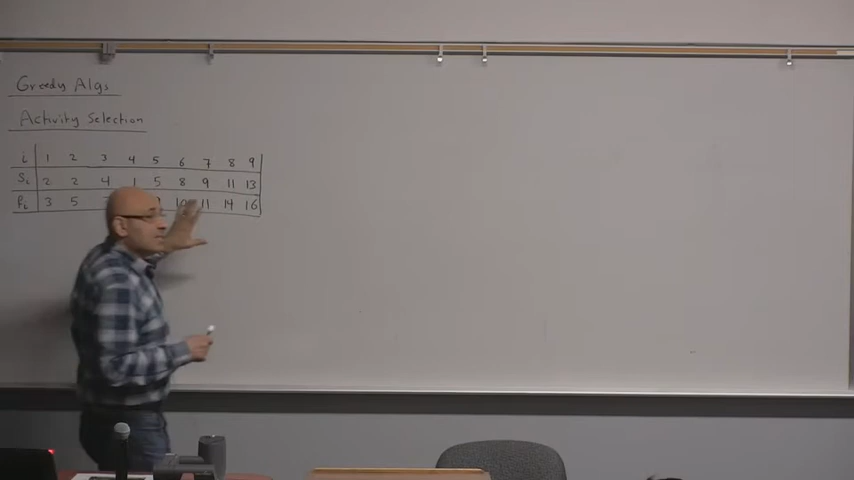 Greedy Algs
Activity Selection
i 1 2 3 4 5 6 7 8 9
Si 2 2 4 1 5 8 9 11 13
fi 3 5 10 11 14 16